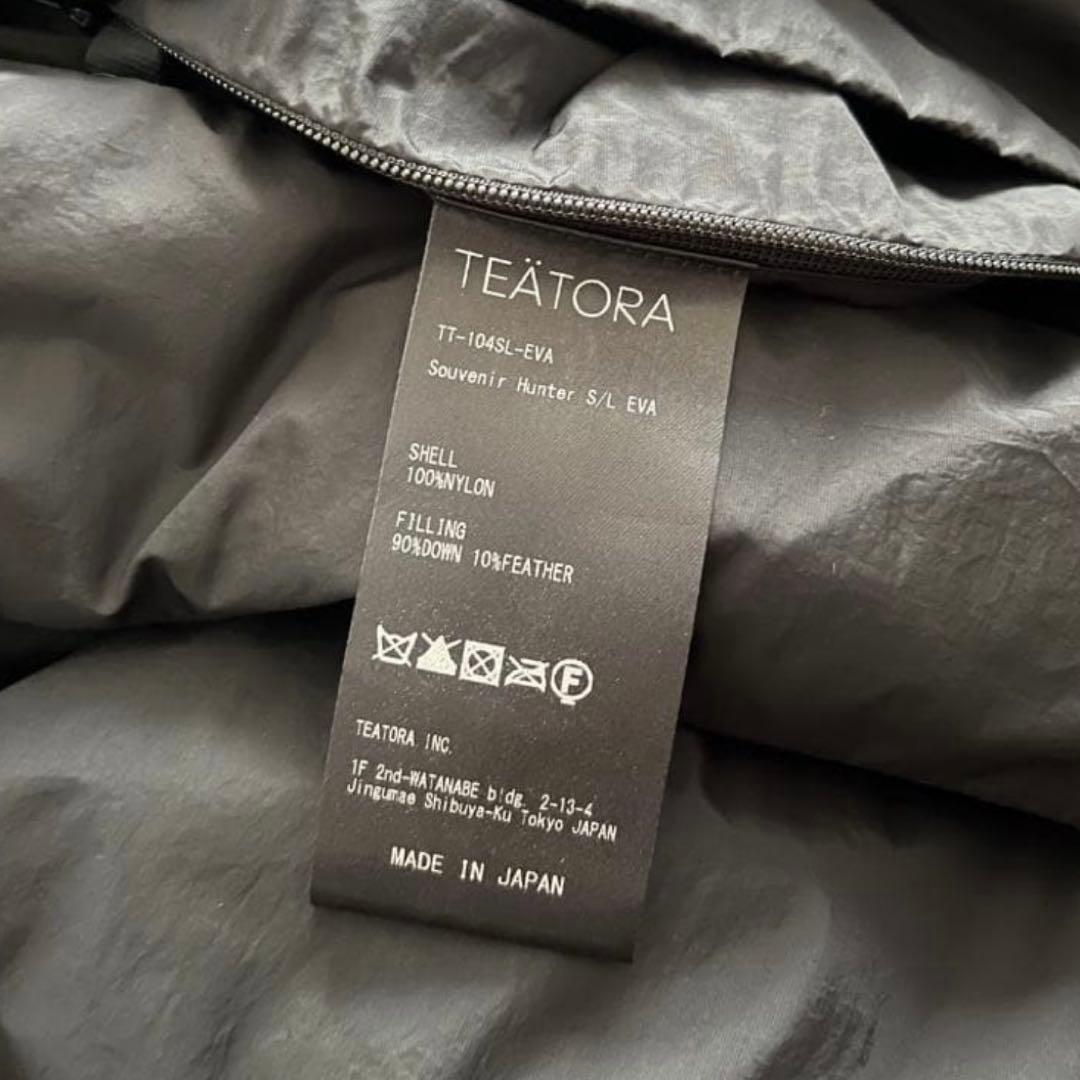 TEÄTORA
TT-104SL-EVA
Souvenir Hunter S/L EVA
SHELL
100%NYLON
FILLING
90%DOWN 10%FEATHER
F
TEATORA INC.
1F 2nd-WATANABE bldg. 2-13-4
Jingumae Shibuya-Ku Tokyo JAPAN
MADE IN JAPAN